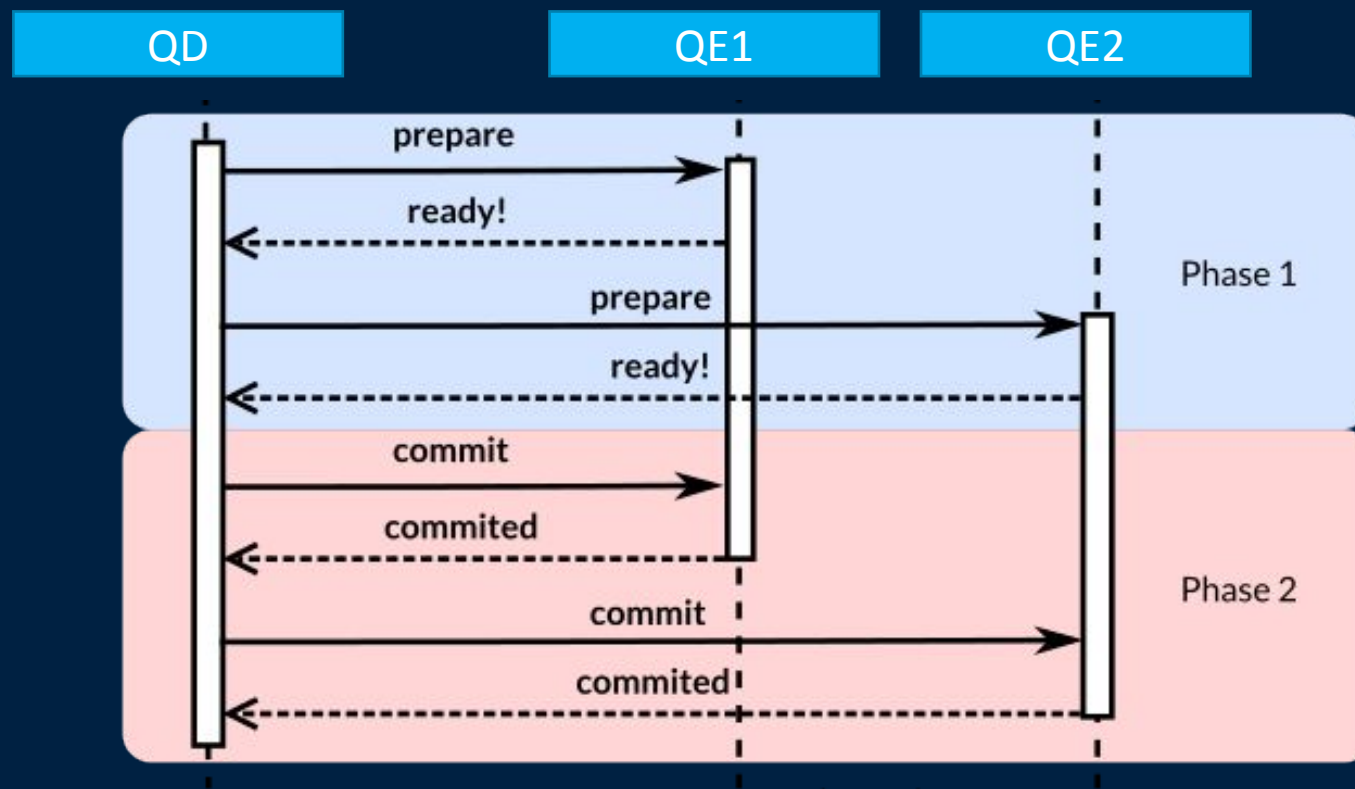 QD
QE1
QE2
prepare
ready!
prepare
Phase 1
ready!
commit
commited
Phase 2
commit
commited